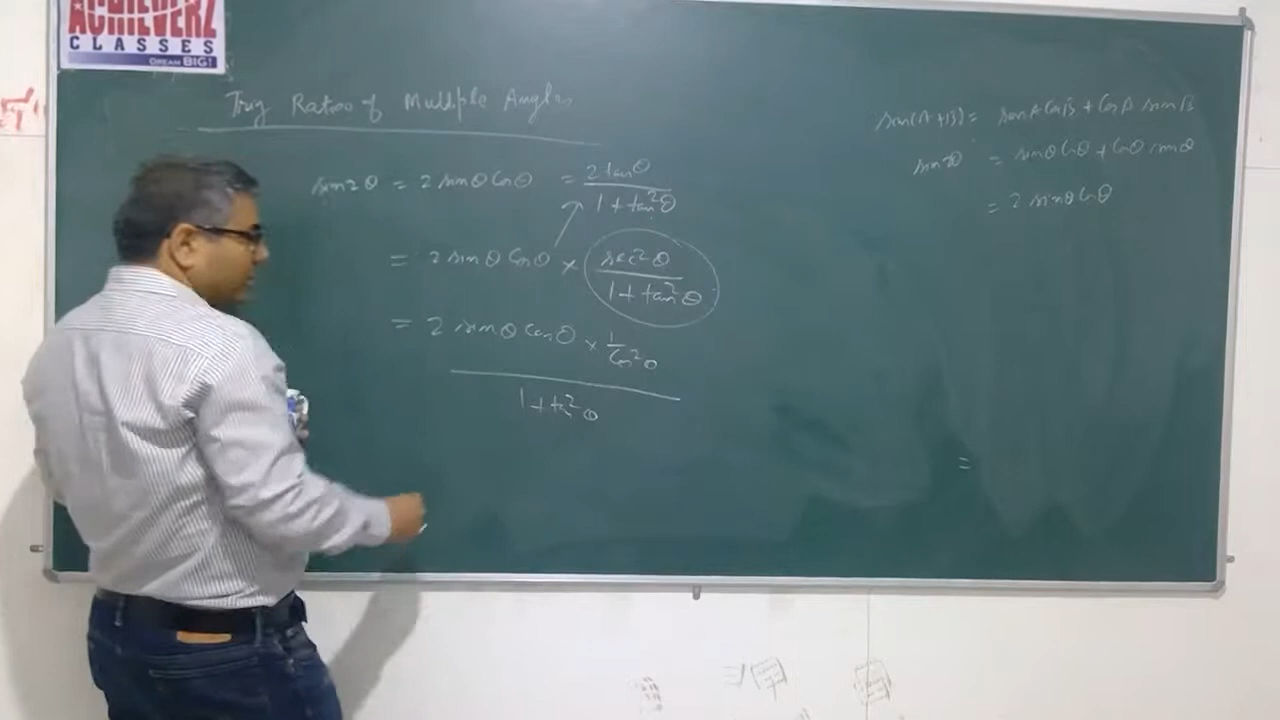 ACHIEVERZ
CLASSES
DREAM BIG!
Trig Ratios of Multiple Angles
sin2θ = 2 sinθ Cosθ = 2 tanθ / 1 + tan²θ
= 2 sinθ Cosθ × sec²θ / 1 + tan²θ
= 2 sinθ Cosθ × 1/Cos²θ
1 + tan²θ
sin(A+B) = sinA CosB + CosA sinB
sin2θ = sinθ Cosθ + Cosθ sinθ
= 2 sinθ Cosθ
=